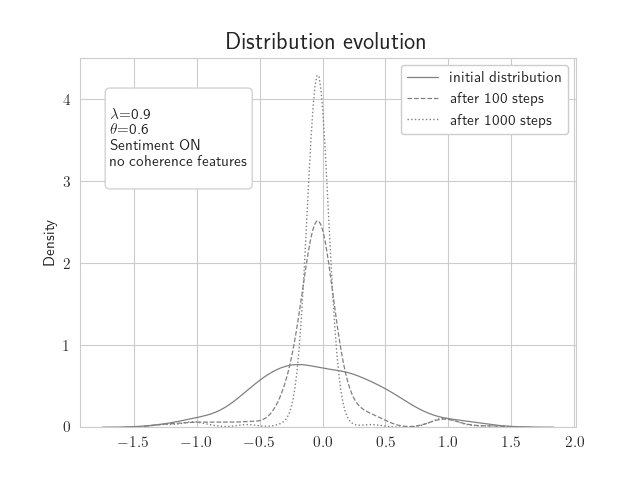 Distribution evolution
initial distribution
after 100 steps
after 1000 steps
λ=0.9
θ=0.6
Sentiment ON
no coherence features
Density
4
3
2
1
0
−1.5 −1.0 −0.5 0.0 0.5 1.0 1.5 2.0